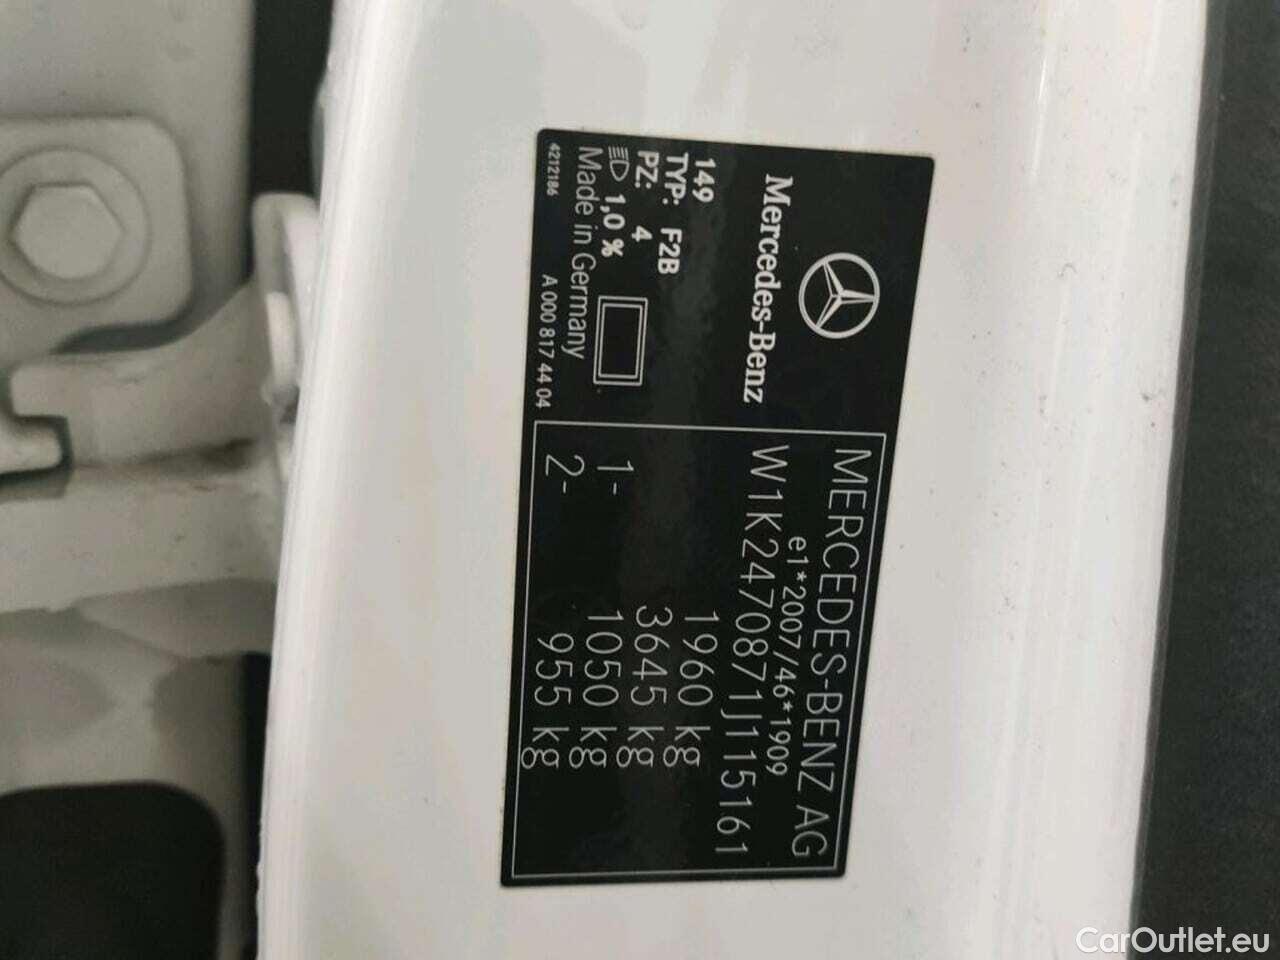 Mercedes-Benz
149
TYP: F2B
PZ: 4
1,0 %
Made in Germany
4212186 A 000 817 44 04
MERCEDES-BENZ AG
e1*2007/46*1909
W1K2470871J115161
1960 kg
3645 kg
1- 1050 kg
2- 955 kg
CarOutlet.eu